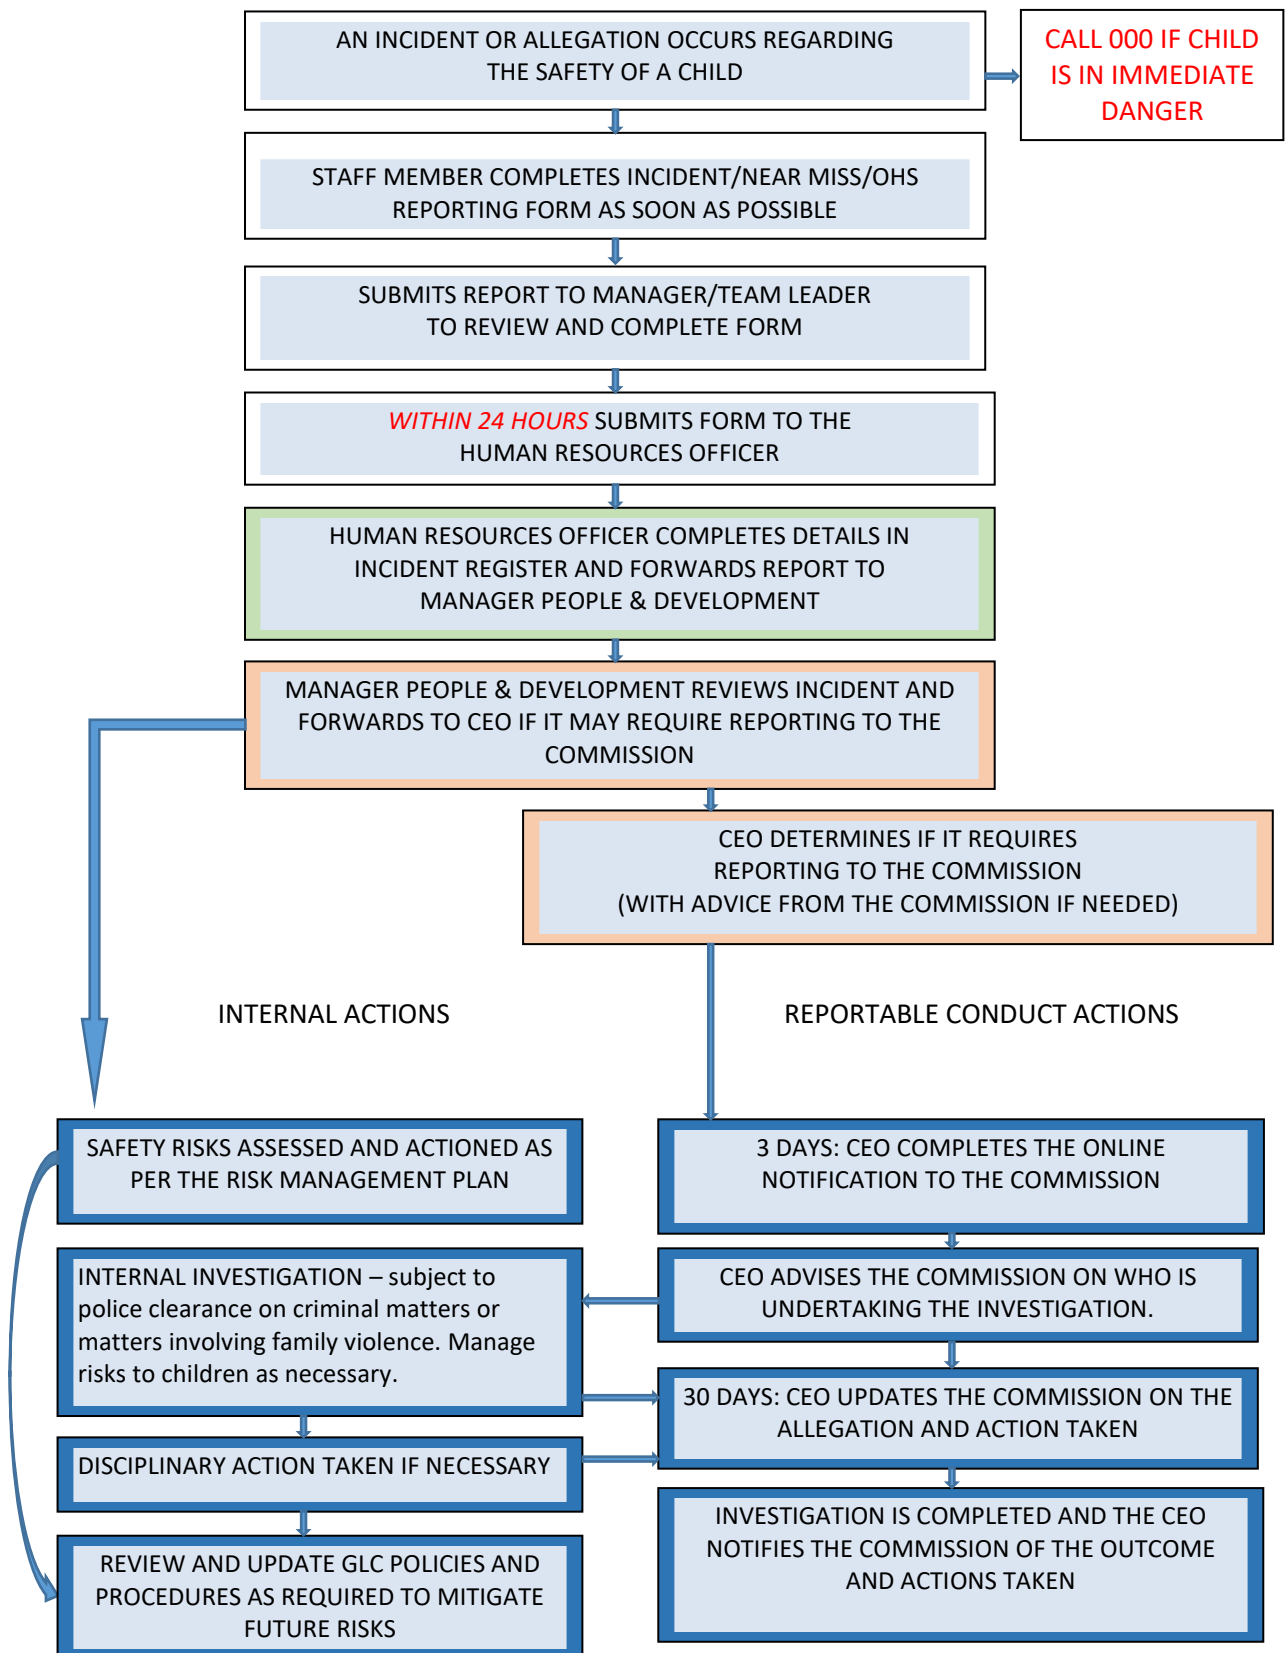 AN INCIDENT OR ALLEGATION OCCURS REGARDING
THE SAFETY OF A CHILD
CALL 000 IF CHILD
IS IN IMMEDIATE
DANGER
STAFF MEMBER COMPLETES INCIDENT/NEAR MISS/OHS
REPORTING FORM AS SOON AS POSSIBLE
SUBMITS REPORT TO MANAGER/TEAM LEADER
TO REVIEW AND COMPLETE FORM
WITHIN 24 HOURS SUBMITS FORM TO THE
HUMAN RESOURCES OFFICER
HUMAN RESOURCES OFFICER COMPLETES DETAILS IN
INCIDENT REGISTER AND FORWARDS REPORT TO
MANAGER PEOPLE & DEVELOPMENT
MANAGER PEOPLE & DEVELOPMENT REVIEWS INCIDENT AND
FORWARDS TO CEO IF IT MAY REQUIRE REPORTING TO THE
COMMISSION
CEO DETERMINES IF IT REQUIRES
REPORTING TO THE COMMISSION
(WITH ADVICE FROM THE COMMISSION IF NEEDED)
INTERNAL ACTIONS
REPORTABLE CONDUCT ACTIONS
SAFETY RISKS ASSESSED AND ACTIONED AS
PER THE RISK MANAGEMENT PLAN
3 DAYS: CEO COMPLETES THE ONLINE
NOTIFICATION TO THE COMMISSION
INTERNAL INVESTIGATION – subject to
police clearance on criminal matters or
matters involving family violence. Manage
risks to children as necessary.
CEO ADVISES THE COMMISSION ON WHO IS
UNDERTAKING THE INVESTIGATION.
30 DAYS: CEO UPDATES THE COMMISSION ON THE
ALLEGATION AND ACTION TAKEN
DISCIPLINARY ACTION TAKEN IF NECESSARY
INVESTIGATION IS COMPLETED AND THE CEO
NOTIFIES THE COMMISSION OF THE OUTCOME
AND ACTIONS TAKEN
REVIEW AND UPDATE GLC POLICIES AND
PROCEDURES AS REQUIRED TO MITIGATE
FUTURE RISKS